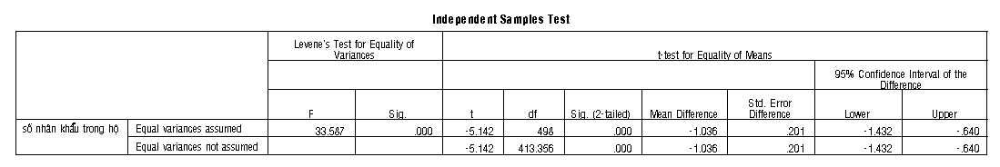 Independent Samples Test
Levene's Test for Equality of
Variances
t-test for Equality of Means
95% Confidence Interval of the
Difference
F Sig. t df Sig. (2-tailed) Mean Difference Std. Error
Difference Lower Upper
số nhân khẩu trong hộ Equal variances assumed 33.587 .000 -5.142 498 .000 -1.036 .201 -1.432 -.640
Equal variances not assumed -5.142 413.356 .000 -1.036 .201 -1.432 -.640